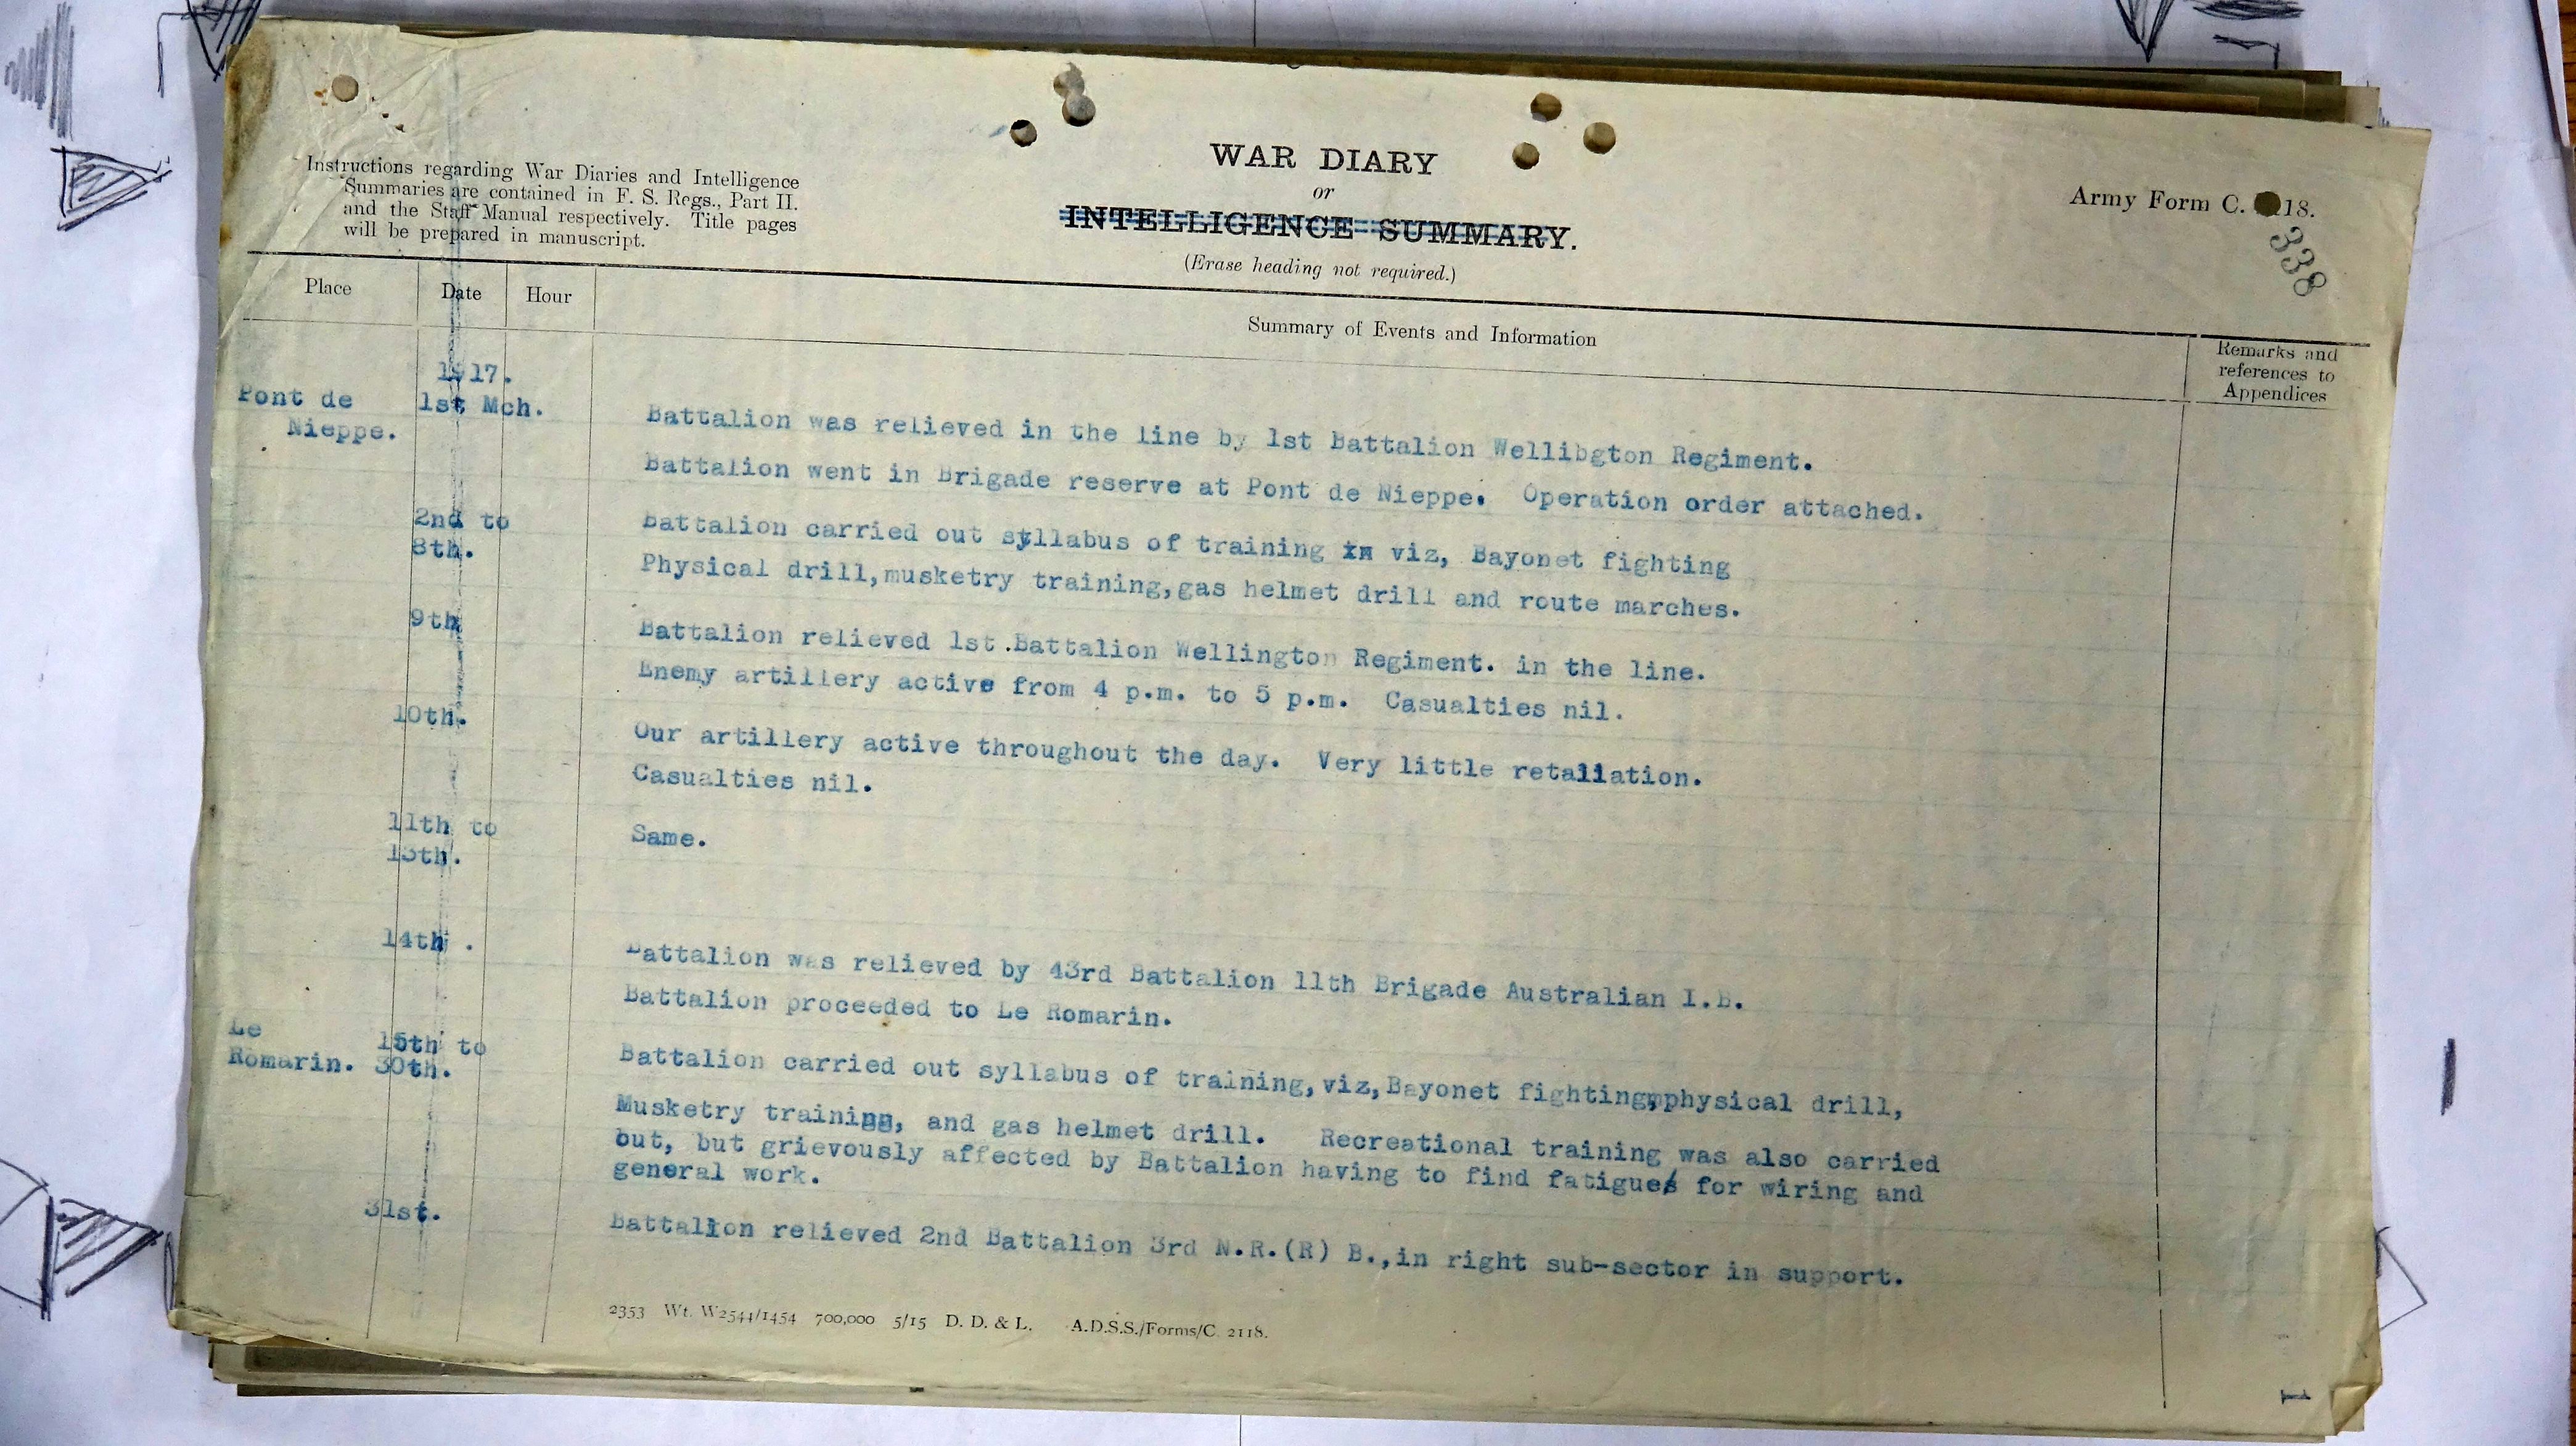 Instructions regarding War Diaries and Intelligence
Summaries are contained in F. S. Regs., Part II.
and the Staff Manual respectively. Title pages
will be prepared in manuscript.
WAR DIARY
or
INTELLIGENCE SUMMARY.
(Erase heading not required.)
Army Form C. 18.
338
Place Date Hour Summary of Events and Information Remarks and
references to
Appendices
1917.
Pont de 1st Mch. Battalion was relieved in the line by 1st Battalion Wellibgton Regiment.
Nieppe.
Battalion went in Brigade reserve at Pont de Nieppe. Operation order attached.
2nd to Battalion carried out syllabus of training in viz, Bayonet fighting
8th. Physical drill,musketry training,gas helmet drill and route marches.
9th Battalion relieved 1st.Battalion Wellington Regiment. in the line.
Enemy artillery active from 4 p.m. to 5 p.m. Casualties nil.
10th. Our artillery active throughout the day. Very little retaliation.
Casualties nil.
11th to Same.
13th.
14th . Battalion was relieved by 43rd Battalion 11th Brigade Australian I.B.
Battalion proceeded to Le Romarin.
Le 15th to Battalion carried out syllabus of training,viz,Bayonet fighting,physical drill,
Romarin. 30th.
Musketry training, and gas helmet drill. Recreational training was also carried
out, but grievously affected by Battalion having to find fatigues for wiring and
general work.
31st. Battalion relieved 2nd Battalion 3rd N.R.(R) B.,in right sub-sector in support.
2353 Wt. W2544/1454 700,000 5/15 D. D. & L. A.D.S.S./Forms/C. 2118.
1